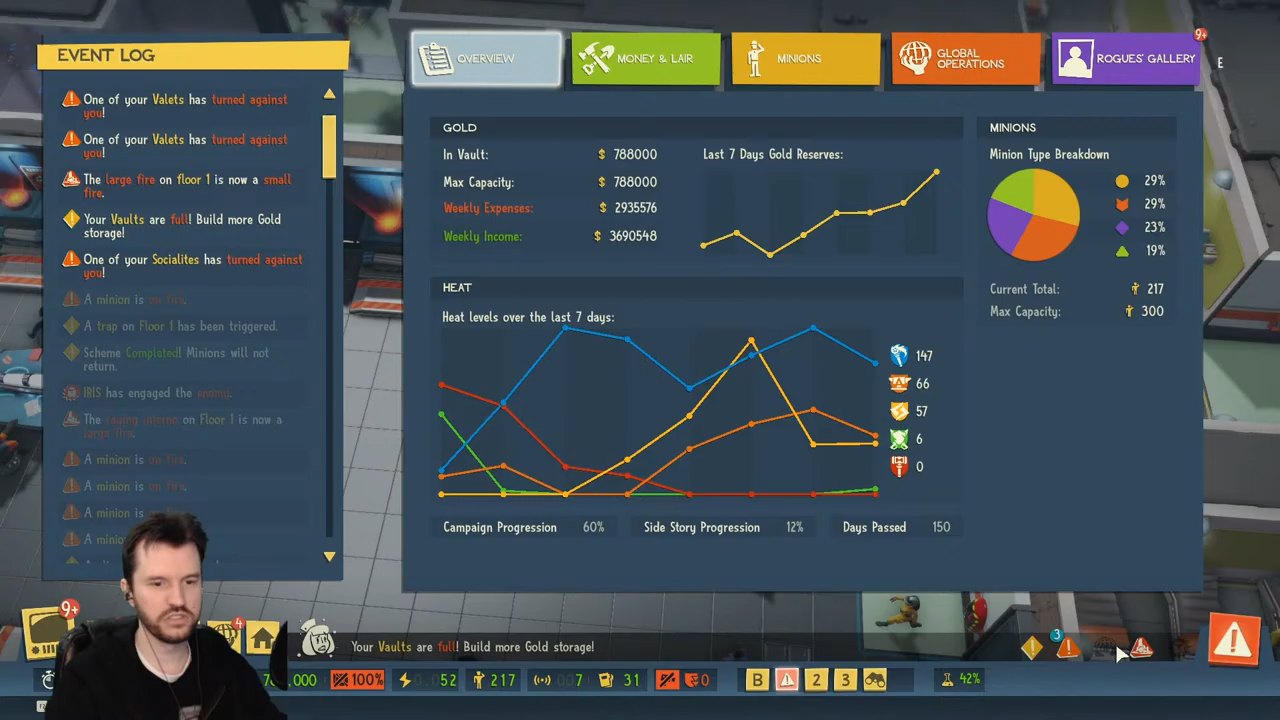 EVENT LOG
One of your Valets has turned against
you!
One of your Valets has turned against
you!
The large fire on floor 1 is now a small
fire.
Your Vaults are full! Build more Gold
storage!
One of your Socialites has turned against
you!
A minion is on fire.
A trap on Floor 1 has been triggered.
Scheme Completed! Minions will not
return.
IRIS has engaged the enemy.
The raging inferno on Floor 1 is now a
large fire.
A minion is on fire.
A minion is on fire.
A minion is
A minion
OVERVIEW
MONEY & LAIR
MINIONS
GLOBAL
OPERATIONS
ROGUES' GALLERY
9+
E
GOLD
In Vault: $ 788000
Max Capacity: $ 788000
Weekly Expenses: $ 2935576
Weekly Income: $ 3690548
Last 7 Days Gold Reserves:
HEAT
Heat levels over the last 7 days:
147
66
57
6
0
Campaign Progression 60%
Side Story Progression 12%
Days Passed 150
MINIONS
Minion Type Breakdown
29%
29%
23%
19%
Current Total: 217
Max Capacity: 300
9+
4
Your Vaults are full! Build more Gold storage!
3
100%
52
217
31
0
B
2
3
42%